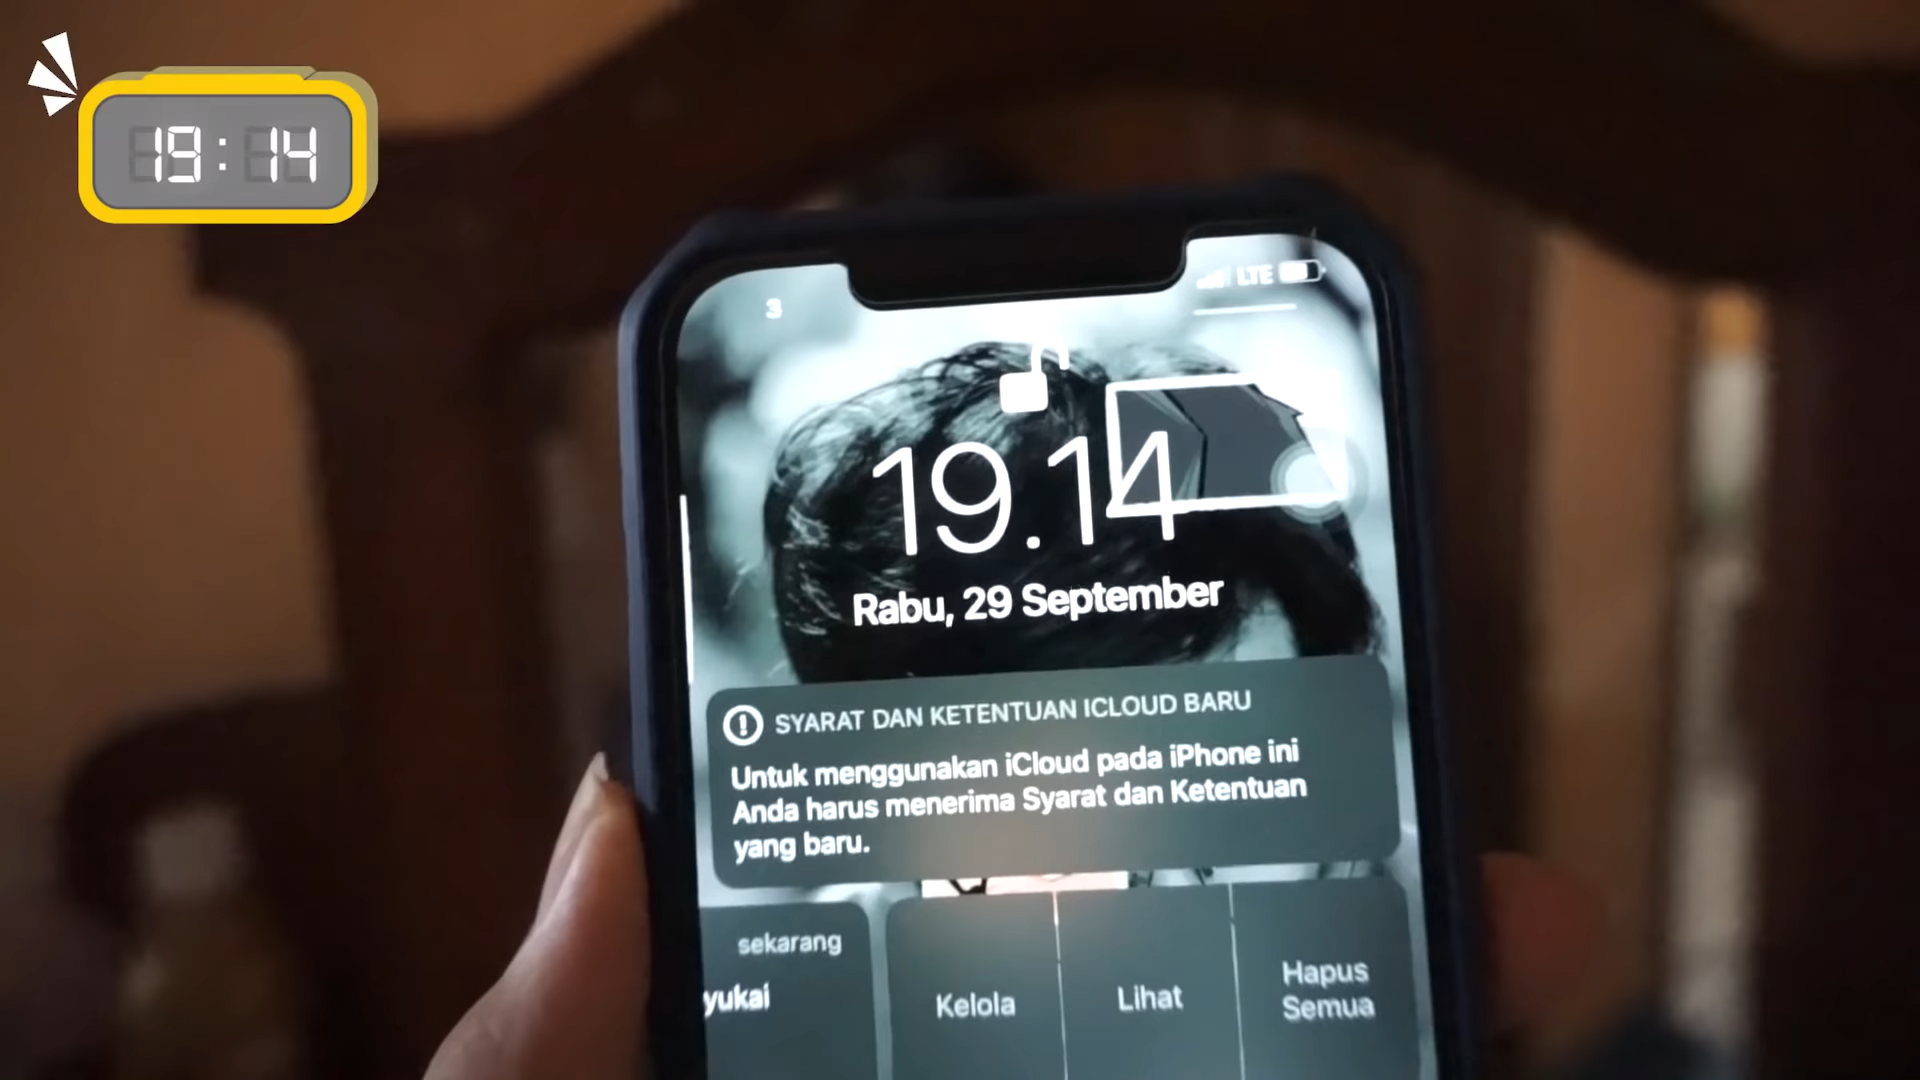 19:14
3
LTE
19.14
Rabu, 29 September
SYARAT DAN KETENTUAN ICLOUD BARU
Untuk menggunakan iCloud pada iPhone ini
Anda harus menerima Syarat dan Ketentuan
yang baru.
sekarang
yukai
Kelola
Lihat
Hapus
Semua